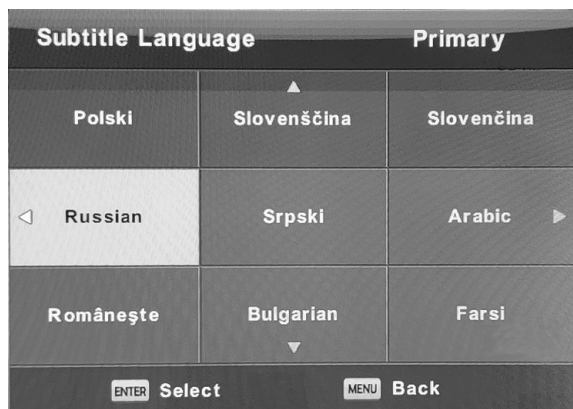 Subtitle Language Primary
Polski Slovenščina Slovenčina
Russian Srpski Arabic
Româneşte Bulgarian Farsi
ENTER Select MENU Back